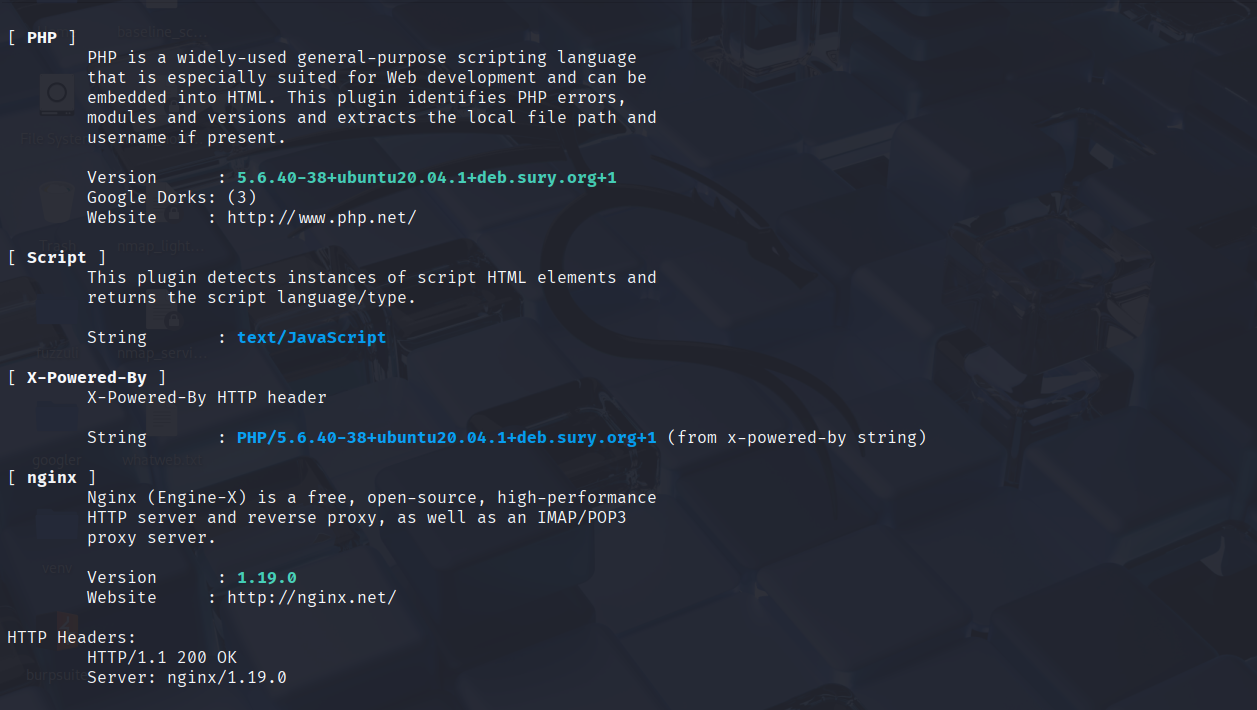 [ PHP ]
PHP is a widely-used general-purpose scripting language
that is especially suited for Web development and can be
embedded into HTML. This plugin identifies PHP errors,
modules and versions and extracts the local file path and
username if present.
Version : 5.6.40-38+ubuntu20.04.1+deb.sury.org+1
Google Dorks: (3)
Website : http://www.php.net/
[ Script ]
This plugin detects instances of script HTML elements and
returns the script language/type.
String : text/JavaScript
[ X-Powered-By ]
X-Powered-By HTTP header
String : PHP/5.6.40-38+ubuntu20.04.1+deb.sury.org+1 (from x-powered-by string)
[ nginx ]
Nginx (Engine-X) is a free, open-source, high-performance
HTTP server and reverse proxy, as well as an IMAP/POP3
proxy server.
Version : 1.19.0
Website : http://nginx.net/
HTTP Headers:
HTTP/1.1 200 OK
Server: nginx/1.19.0